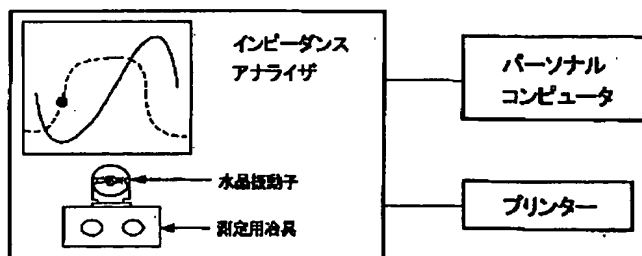 インピーダンス
アナライザ
パーソナル
コンピュータ
水晶振動子
測定用治具
プリンター